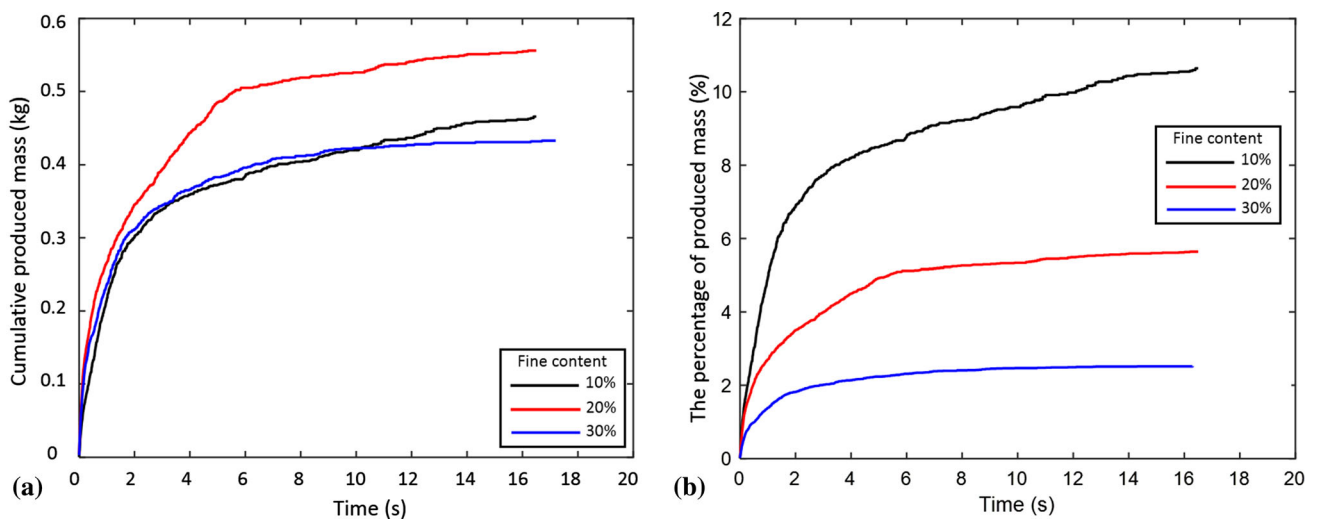 0.6
0.5
0.4
0.3
0.2
0.1
0
Cumulative produced mass (kg)
0 2 4 6 8 10 12 14 16 18 20
Time (s)
Fine content
10%
20%
30%
(a)
12
10
8
6
4
2
0
The percentage of produced mass (%)
0 2 4 6 8 10 12 14 16 18 20
Time (s)
Fine content
10%
20%
30%
(b)